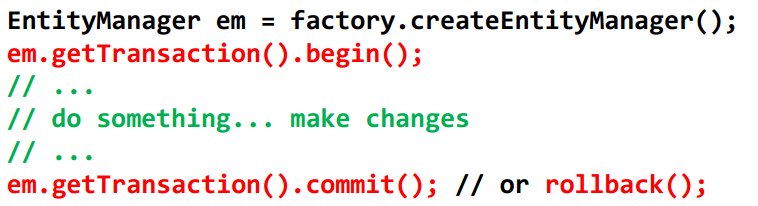 EntityManager em = factory.createEntityManager();
em.getTransaction().begin();
// ...
// do something... make changes
// ...
em.getTransaction().commit(); // or rollback();